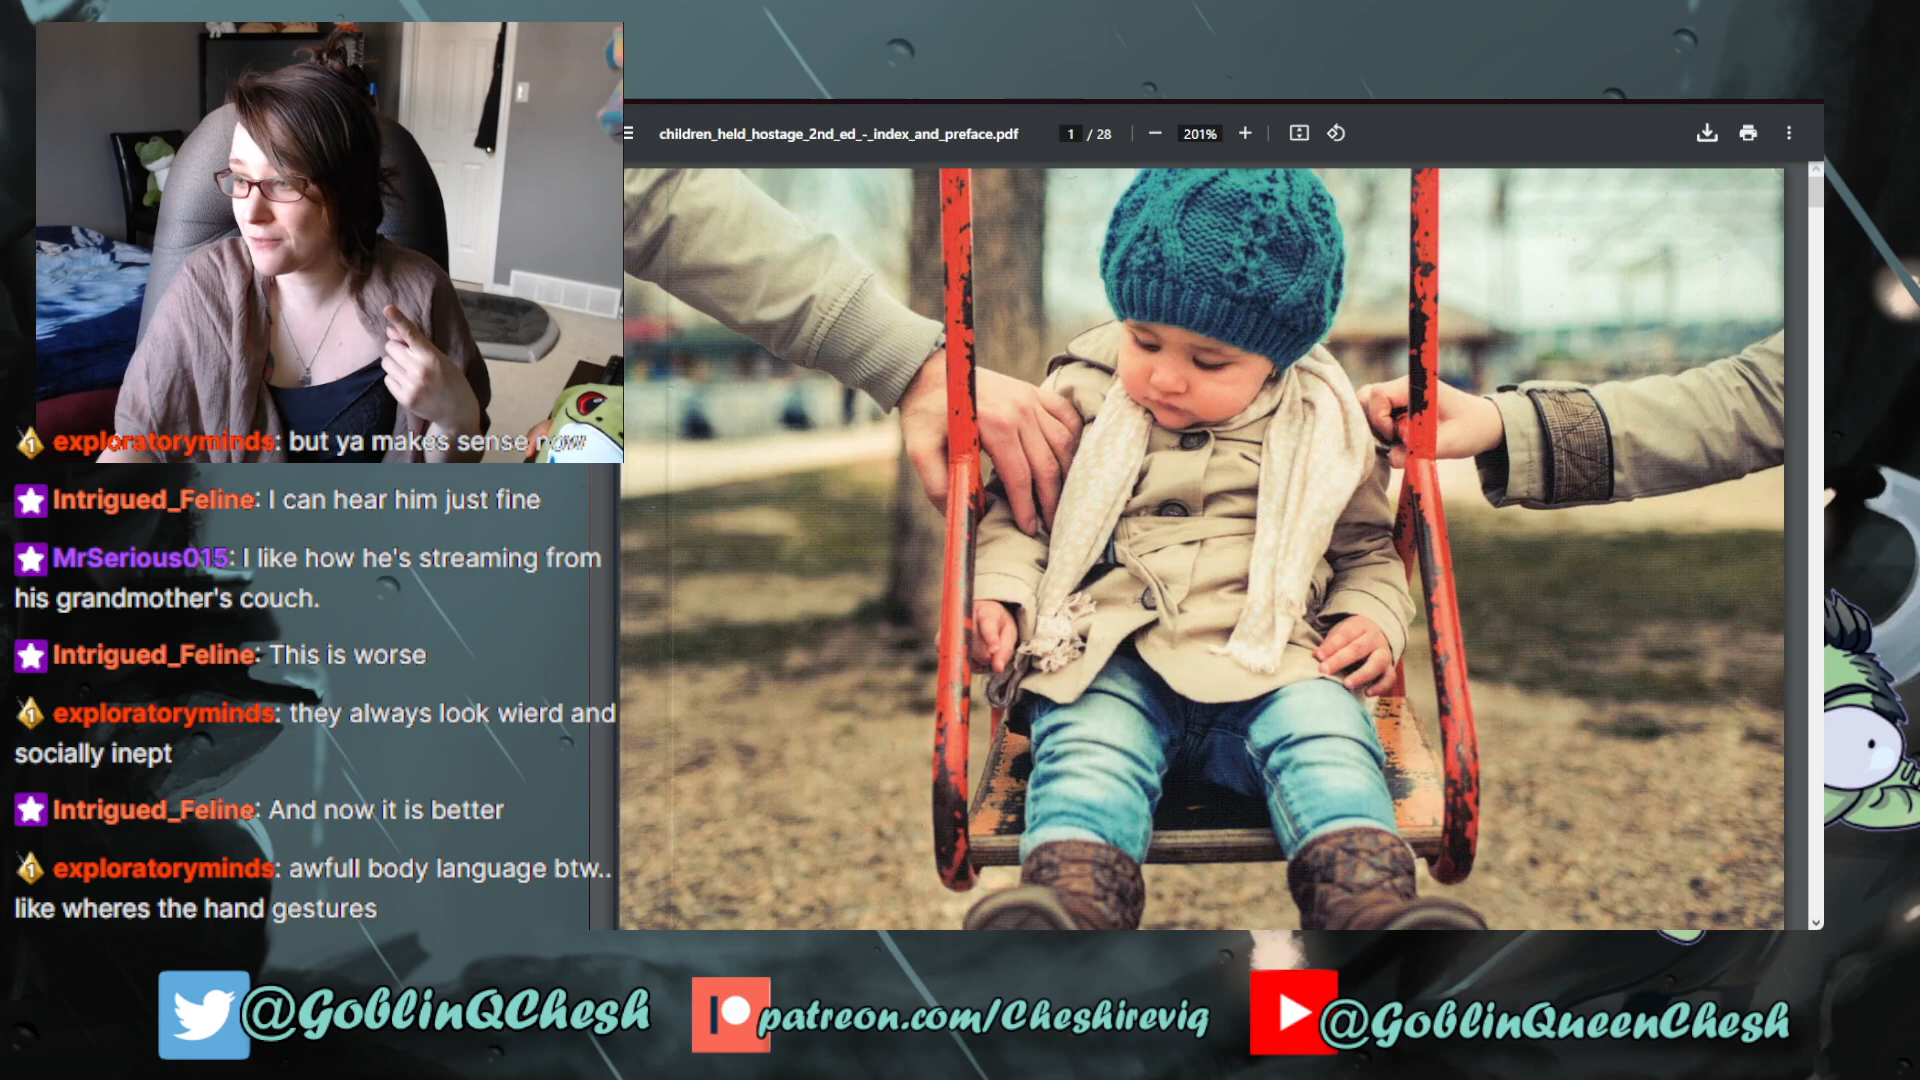 children_held_hostage_2nd_ed_-_index_and_preface.pdf 1 / 28 201%
exploratoryminds: but ya makes sense now
Intrigued_Feline: I can hear him just fine
MrSerious015: I like how he's streaming from
his grandmother's couch.
Intrigued_Feline: This is worse
exploratoryminds: they always look wierd and
socially inept
Intrigued_Feline: And now it is better
exploratoryminds: awfull body language btw..
like wheres the hand gestures
@GoblinQChesh patreon.com/Cheshireviq @GoblinQueenChesh